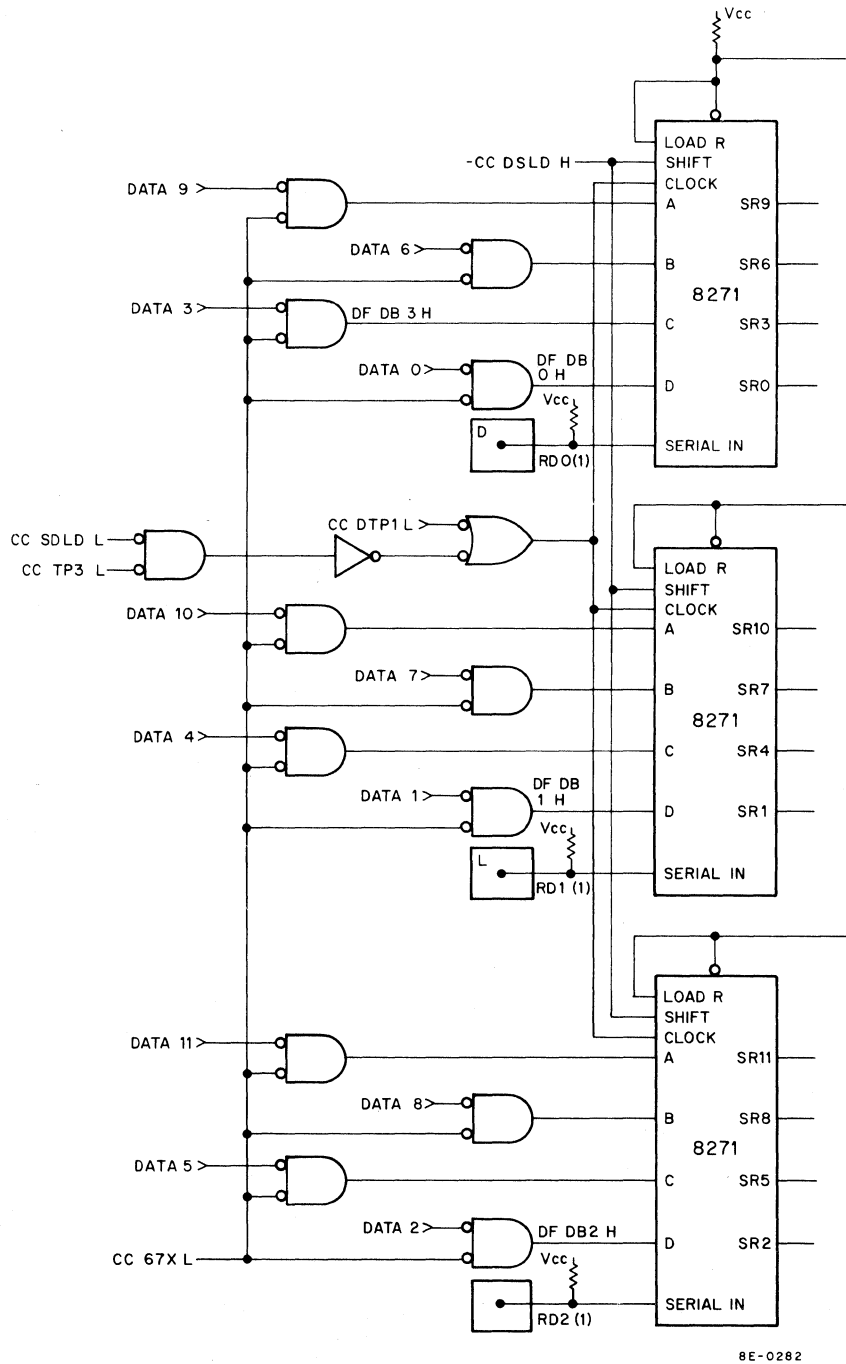 Vcc
LOAD R
-CC DSLD H
SHIFT
DATA 9 >
CLOCK
A
SR9
DATA 6 >
B
SR6
8271
DATA 3 >
DF DB 3 H
C
SR3
DATA 0 >
DF DB
0 H
D
SR0
Vcc
D
RD0(1)
SERIAL IN
CC SDLD L
CC TP3 L
CC DTP1 L >
LOAD R
SHIFT
CLOCK
DATA 10 >
A
SR10
DATA 7 >
B
SR7
8271
DATA 4 >
C
SR4
DATA 1 >
DF DB
1 H
D
SR1
Vcc
L
RD1 (1)
SERIAL IN
LOAD R
SHIFT
CLOCK
DATA 11 >
A
SR11
DATA 8 >
B
SR8
8271
DATA 5 >
C
SR5
DATA 2 >
DF DB2 H
D
SR2
CC 67X L
Vcc
RD2 (1)
SERIAL IN
8E-0282